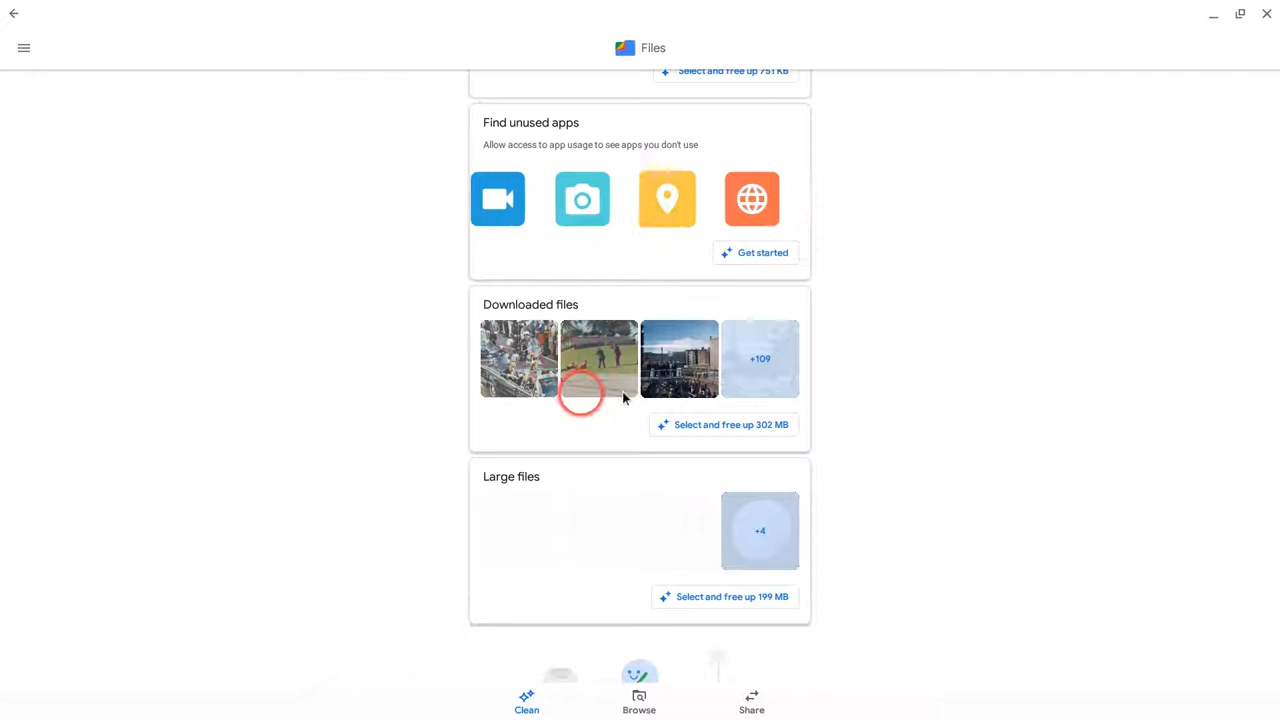 Files
Select and free up 751 KB
Find unused apps
Allow access to app usage to see apps you don't use
Get started
Downloaded files
+109
Select and free up 302 MB
Large files
+4
Select and free up 199 MB
Clean
Browse
Share